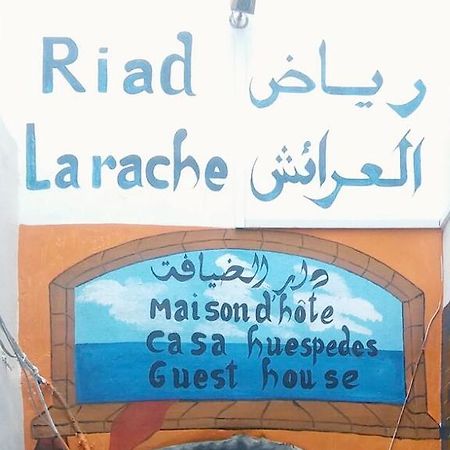 Riad رياض
Larache العرائش
دار الضيافة
Maison d'hôte
casa huespedes
Guest house